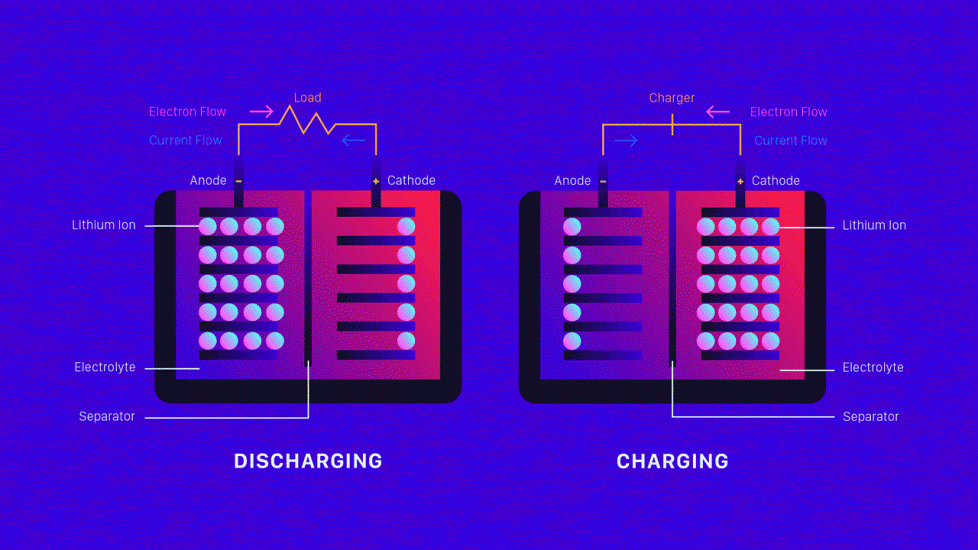 Load
Electron Flow
Current Flow
Anode − + Cathode
Lithium Ion
Electrolyte
Separator
DISCHARGING
Charger
Electron Flow
Current Flow
Anode − + Cathode
Lithium Ion
Electrolyte
Separator
CHARGING